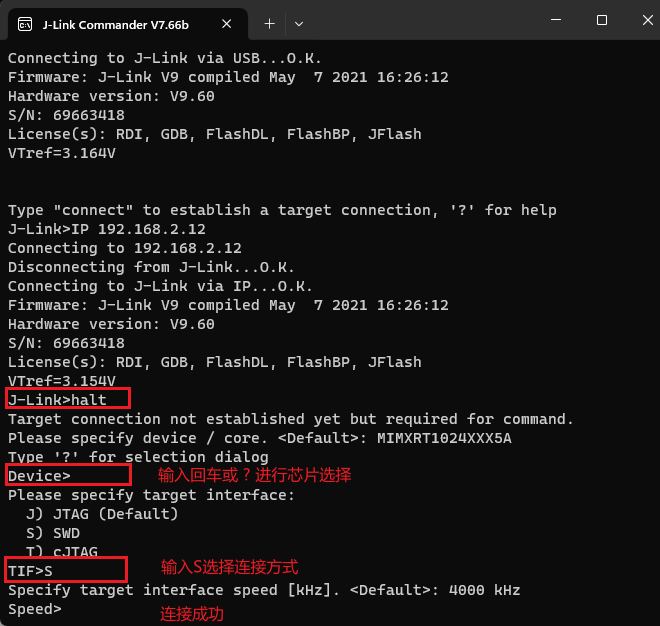 J-Link Commander V7.66b
Connecting to J-Link via USB...O.K.
Firmware: J-Link V9 compiled May  7 2021 16:26:12
Hardware version: V9.60
S/N: 69663418
License(s): RDI, GDB, FlashDL, FlashBP, JFlash
VTref=3.164V
Type "connect" to establish a target connection, '?' for help
J-Link>IP 192.168.2.12
Connecting to 192.168.2.12
Disconnecting from J-Link...O.K.
Connecting to J-Link via IP...O.K.
Firmware: J-Link V9 compiled May  7 2021 16:26:12
Hardware version: V9.60
S/N: 69663418
License(s): RDI, GDB, FlashDL, FlashBP, JFlash
VTref=3.154V
J-Link>halt
Target connection not established yet but required for command.
Please specify device / core. <Default>: MIMXRT1024XXX5A
Type '?' for selection dialog
Device> 输入回车或？进行芯片选择
Please specify target interface:
  J) JTAG (Default)
  S) SWD
  T) cJTAG
TIF>S 输入S选择连接方式
Specify target interface speed [kHz]. <Default>: 4000 kHz
Speed> 连接成功